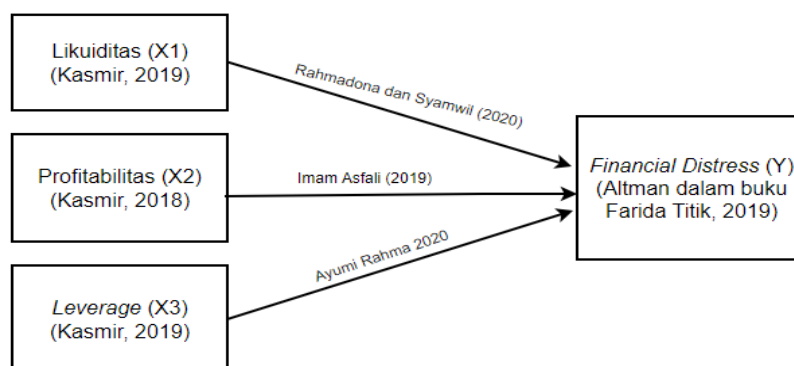 Likuiditas (X1)
(Kasmir, 2019)
Rahmadona dan Syamwil (2020)
Profitabilitas (X2)
(Kasmir, 2018)
Imam Asfali (2019)
Financial Distress (Y)
(Altman dalam buku
Farida Titik, 2019)
Ayumi Rahma 2020
Leverage (X3)
(Kasmir, 2019)